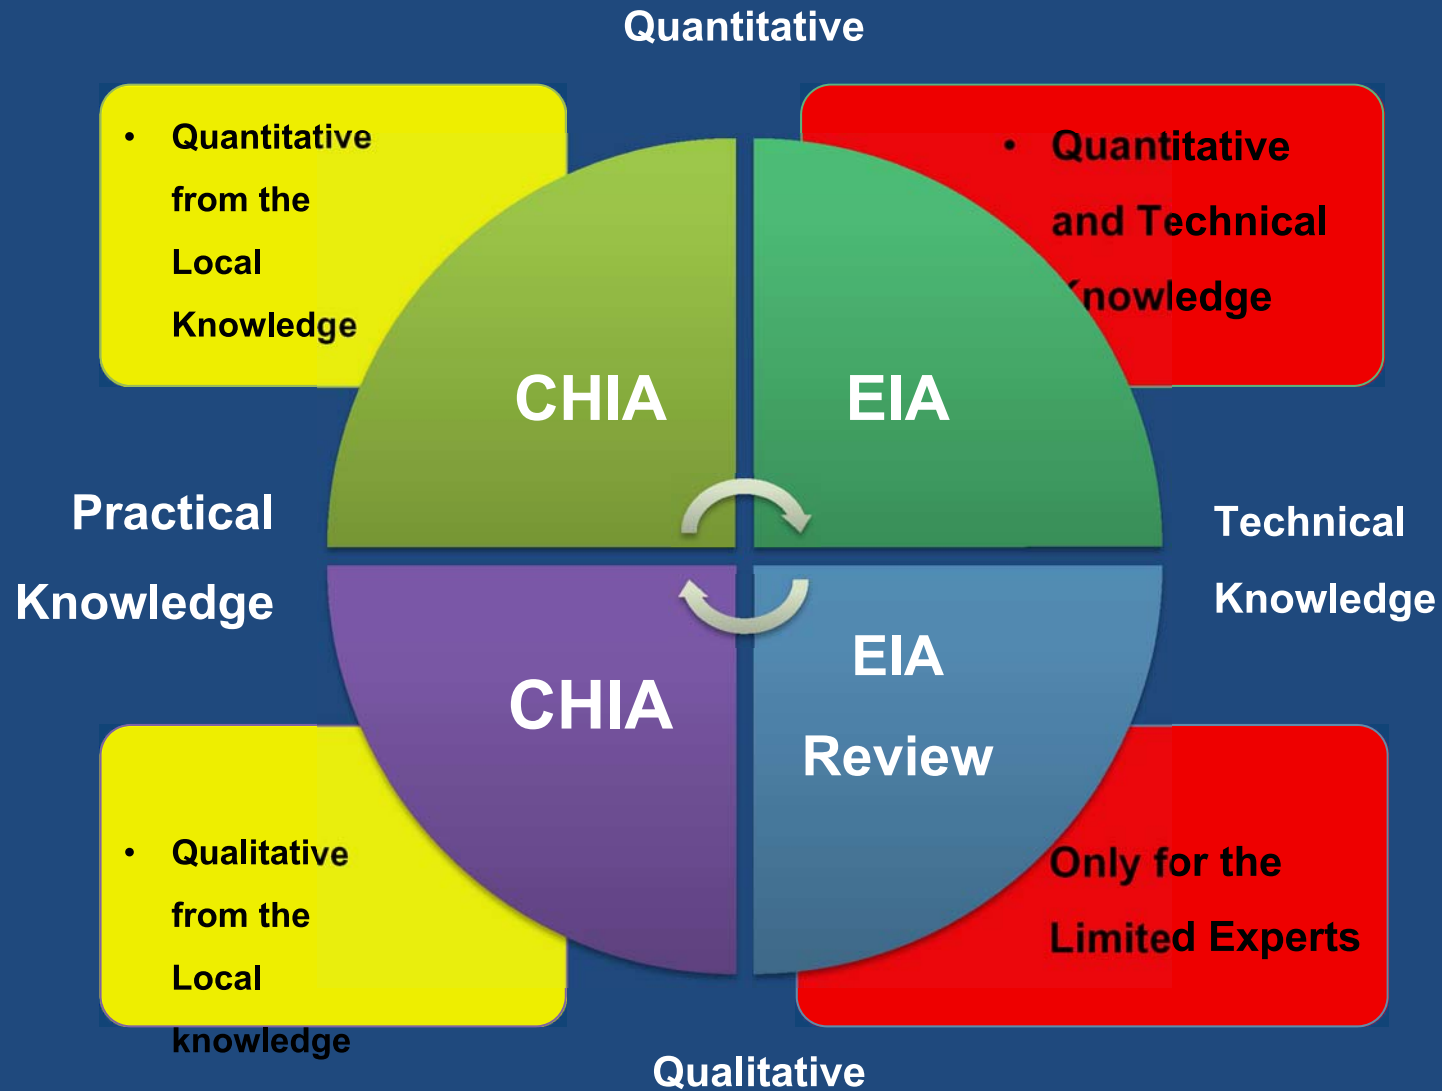 Quantitative
• Quantitative
from the
Local
Knowledge
• Quantitative
and Technical
Knowledge
CHIA
EIA
Practical
Knowledge
Technical
Knowledge
CHIA
EIA
Review
• Qualitative
from the
Local
knowledge
Only for the
Limited Experts
Qualitative